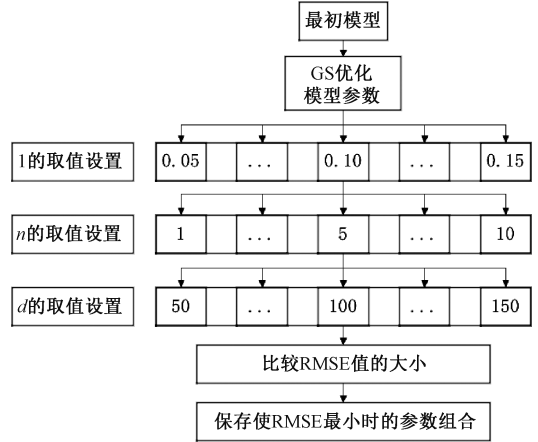 最初模型
GS优化
模型参数
1的取值设置
0.05 ... 0.10 ... 0.15
n的取值设置
1 ... 5 ... 10
d的取值设置
50 ... 100 ... 150
比较RMSE值的大小
保存使RMSE最小时的参数组合